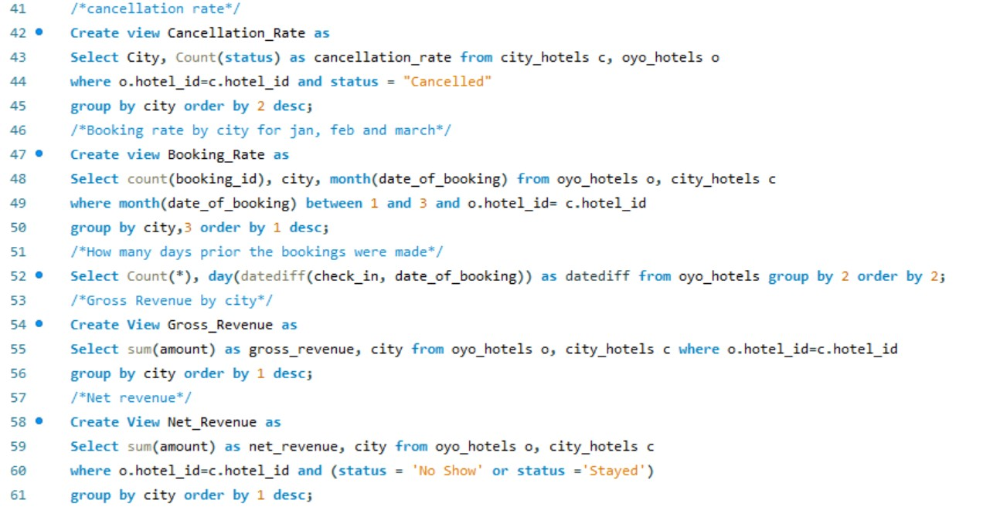 41 /*cancellation rate*/
42 Create view Cancellation_Rate as
43 Select City, Count(status) as cancellation_rate from city_hotels c, oyo_hotels o
44 where o.hotel_id=c.hotel_id and status = "Cancelled"
45 group by city order by 2 desc;
46 /*Booking rate by city for jan, feb and march*/
47 Create view Booking_Rate as
48 Select count(booking_id), city, month(date_of_booking) from oyo_hotels o, city_hotels c
49 where month(date_of_booking) between 1 and 3 and o.hotel_id= c.hotel_id
50 group by city,3 order by 1 desc;
51 /*How many days prior the bookings were made*/
52 Select Count(*), day(datediff(check_in, date_of_booking)) as datediff from oyo_hotels group by 2 order by 2;
53 /*Gross Revenue by city*/
54 Create View Gross_Revenue as
55 Select sum(amount) as gross_revenue, city from oyo_hotels o, city_hotels c where o.hotel_id=c.hotel_id
56 group by city order by 1 desc;
57 /*Net revenue*/
58 Create View Net_Revenue as
59 Select sum(amount) as net_revenue, city from oyo_hotels o, city_hotels c
60 where o.hotel_id=c.hotel_id and (status = 'No Show' or status ='Stayed')
61 group by city order by 1 desc;